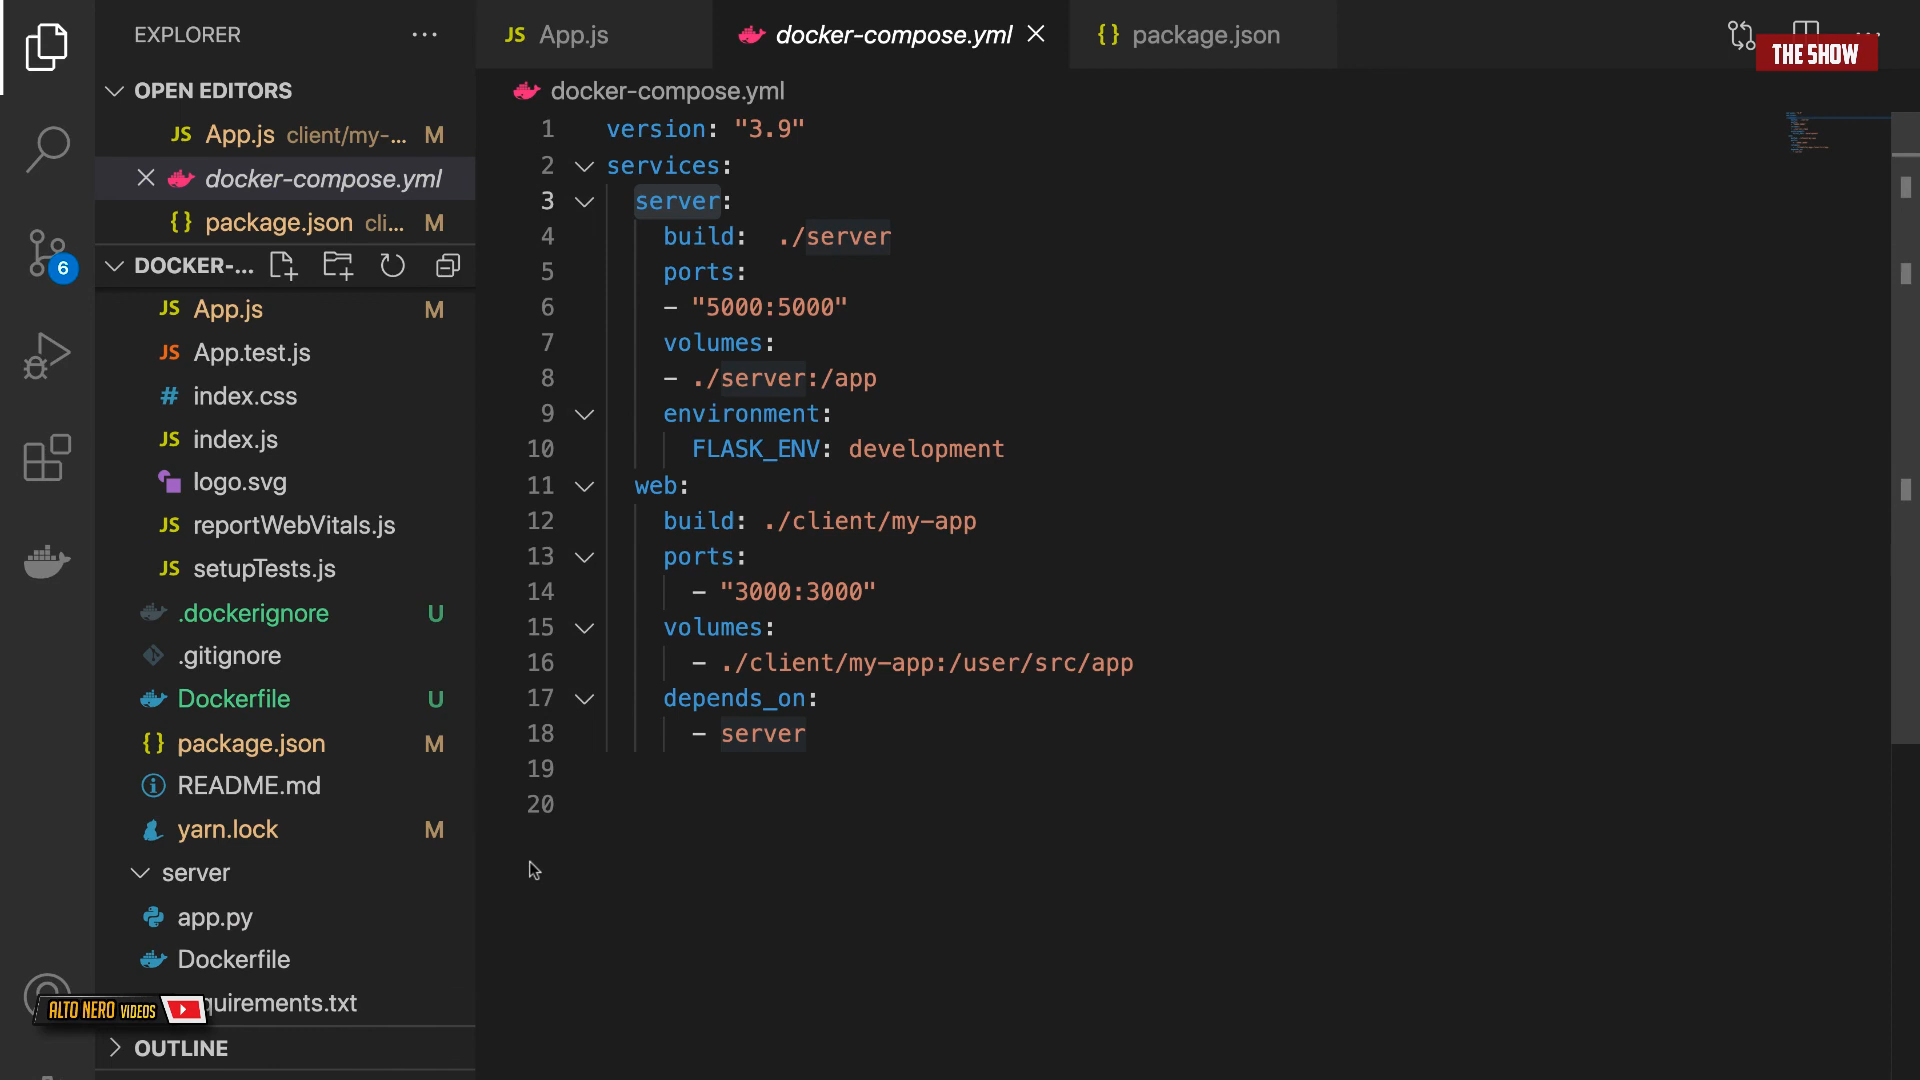 EXPLORER
OPEN EDITORS
JS App.js client/my-... M
docker-compose.yml
{} package.json cli... M
6
DOCKER-...
JS App.js M
JS App.test.js
# index.css
JS index.js
logo.svg
JS reportWebVitals.js
JS setupTests.js
.dockerignore U
.gitignore
Dockerfile U
{} package.json M
README.md
yarn.lock M
server
app.py
Dockerfile
quirements.txt
OUTLINE
ALTO NERO VIDEOS
JS App.js
docker-compose.yml
{} package.json
THE SHOW
docker-compose.yml
1 version: "3.9"
2 services:
3 server:
4 build:  ./server
5 ports:
6 - "5000:5000"
7 volumes:
8 - ./server:/app
9 environment:
10 FLASK_ENV: development
11 web:
12 build: ./client/my-app
13 ports:
14 - "3000:3000"
15 volumes:
16 - ./client/my-app:/user/src/app
17 depends_on:
18 - server
19
20